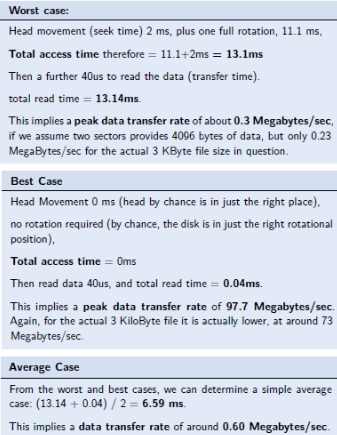 Worst case:
Head movement (seek time) 2 ms, plus one full rotation, 11.1 ms,
Total access time therefore = 11.1+2ms = 13.1ms
Then a further 40us to read the data (transfer time).
total read time = 13.14ms.
This implies a peak data transfer rate of about 0.3 Megabytes/sec,
if we assume two sectors provides 4096 bytes of data, but only 0.23
MegaBytes/sec for the actual 3 KByte file size in question.
Best Case
Head Movement 0 ms (head by chance is in just the right place),
no rotation required (by chance, the disk is in just the right rotational
position),
Total access time = 0ms
Then read data 40us, and total read time = 0.04ms.
This implies a peak data transfer rate of 97.7 Megabytes/sec.
Again, for the actual 3 KiloByte file it is actually lower, at around 73
Megabytes/sec.
Average Case
From the worst and best cases, we can determine a simple average
case: (13.14 + 0.04) / 2 = 6.59 ms.
This implies a data transfer rate of around 0.60 Megabytes/sec.